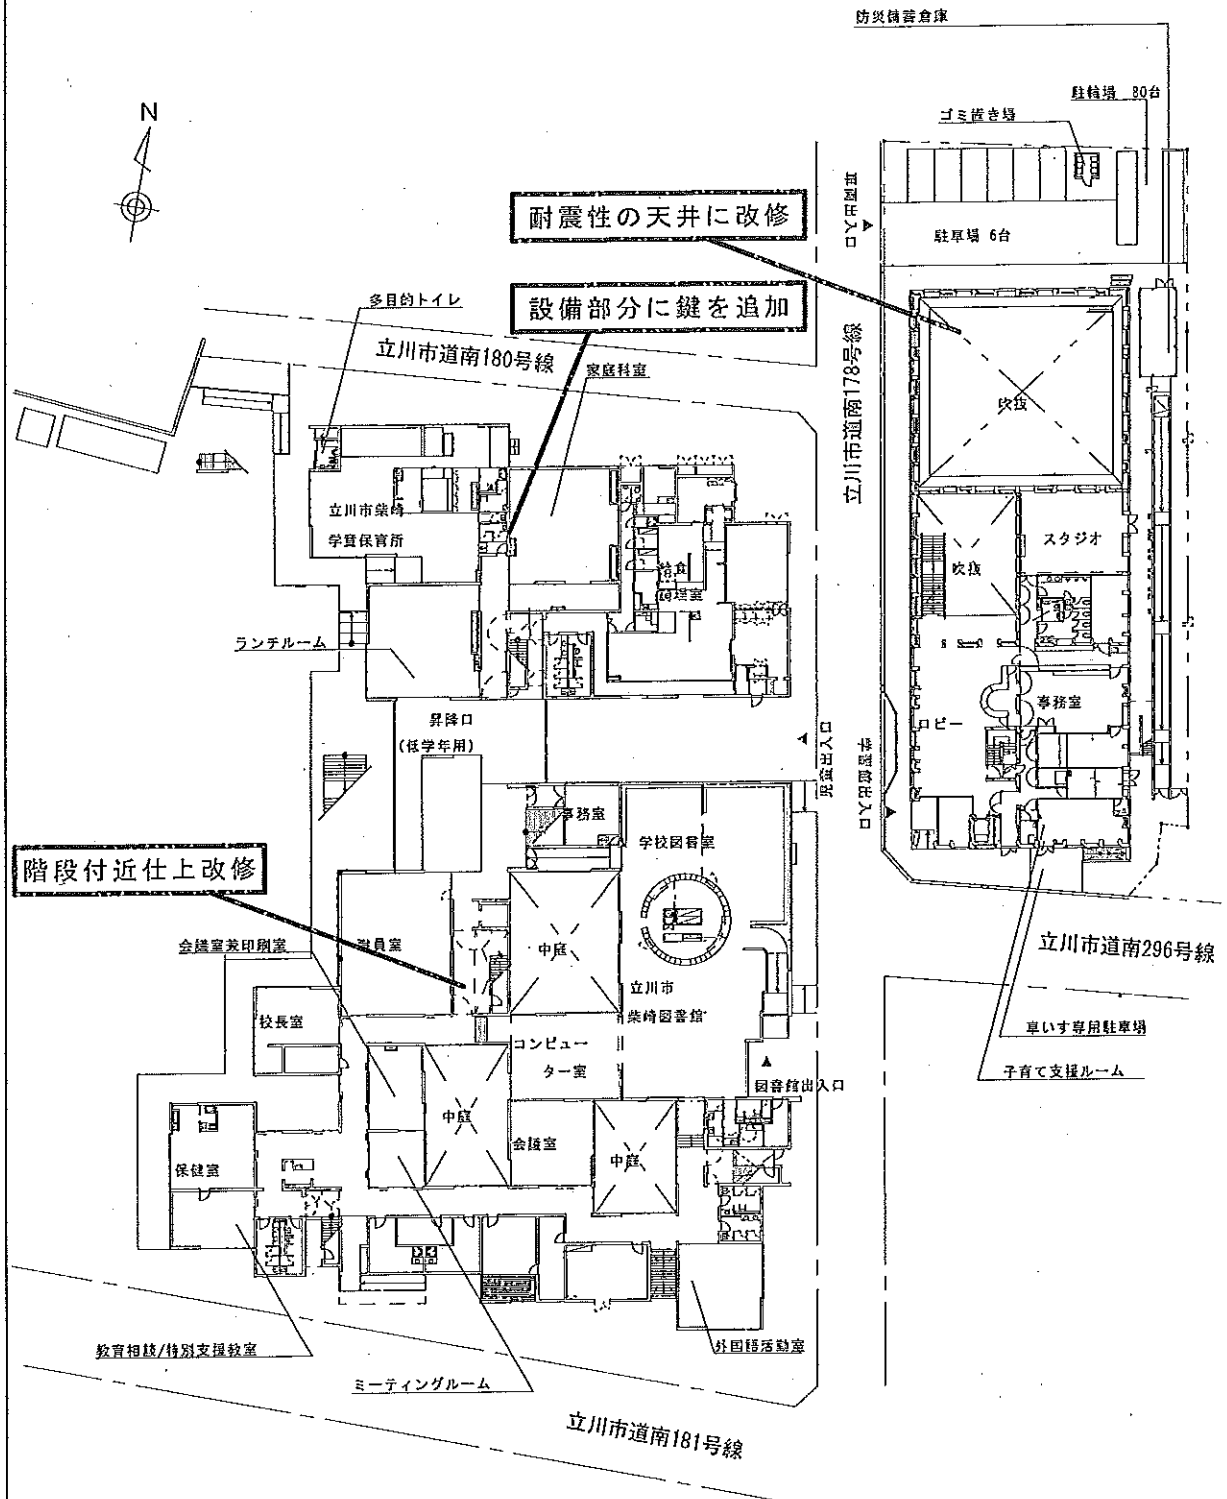 防災備蓄倉庫
駐輪場 80台
ゴミ置き場
N
車両出入口
駐車場 6台
耐震性の天井に改修
設備部分に鍵を追加
多目的トイレ
立川市道南180号線
家庭科室
立川市道南178号線
吹抜
立川市柴崎
学童保育所
スタジオ
吹抜
給食
調理室
ランチルーム
事務室
ロビー
昇降口
(低学年用)
児童出入口
学習館出入口
事務室
学校図書室
階段付近仕上改修
会議室兼印刷室
職員室
中庭
立川市道南296号線
立川市
柴崎図書館
校長室
コンピュー
ター室
車いす専用駐車場
子育て支援ルーム
図書館出入口
中庭
会議室
中庭
保健室
教育相談/特別支援教室
外国語活動室
ミーティングルーム
立川市道南181号線